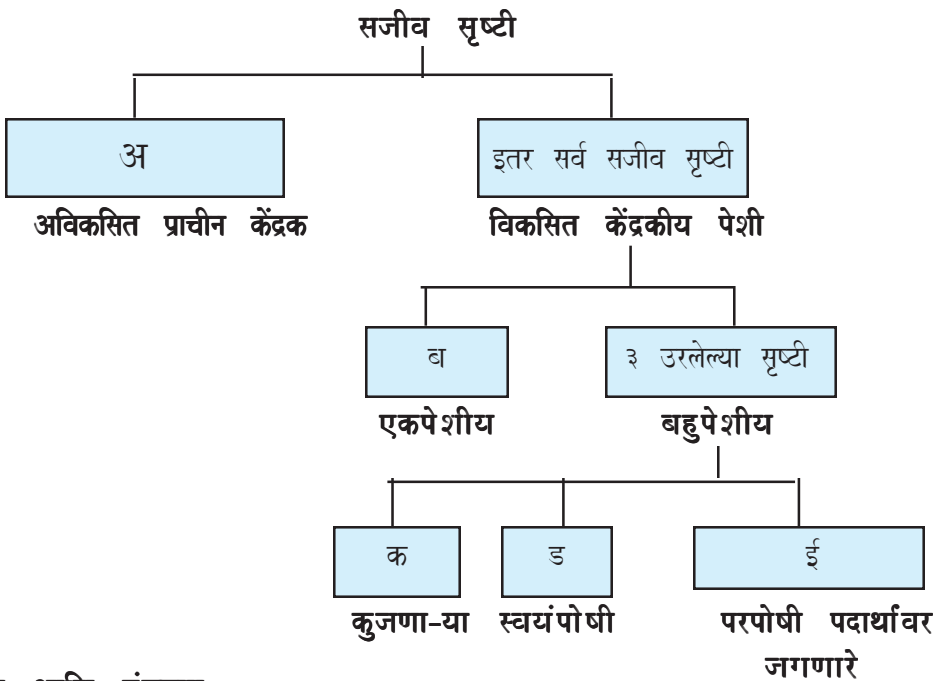 सजीव सृष्टी
अ
इतर सर्व सजीव सृष्टी
अविकसित प्राचीन केंद्रक
विकसित केंद्रकीय पेशी
ब
३ उरलेल्या सृष्टी
एकपेशीय
बहुपेशीय
क
ड
ई
कुजणा-या
स्वयंपोषी
परपोषी पदार्थावर
जगणारे